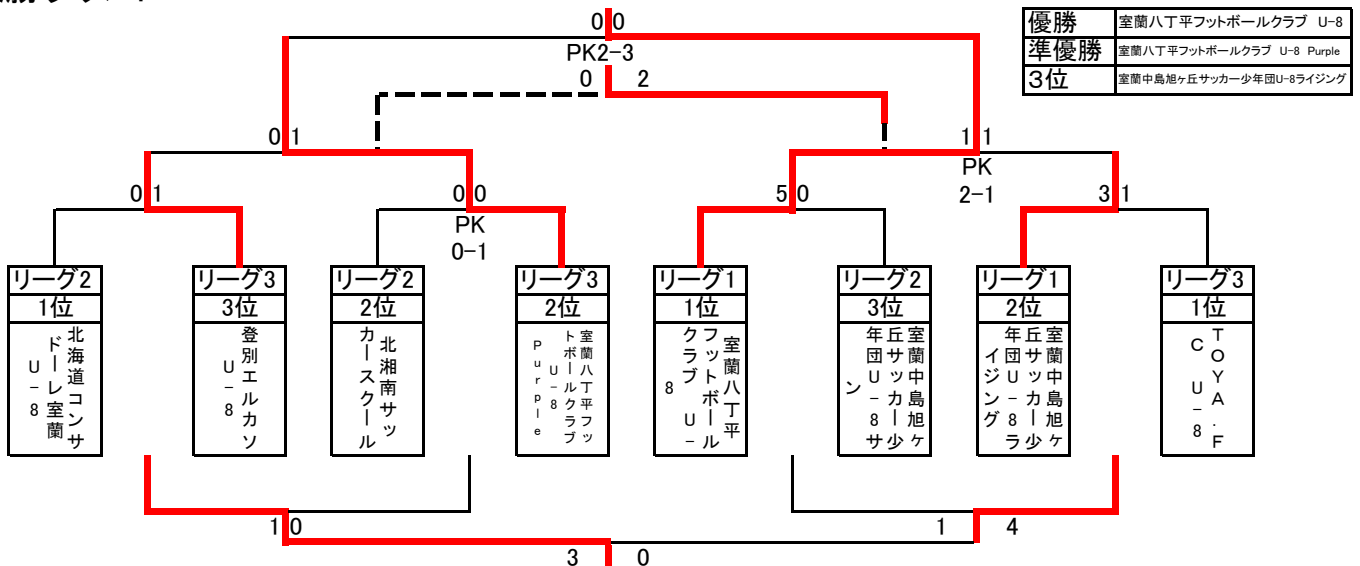 0 0
PK2-3
0 2
優勝 室蘭八丁平フットボールクラブ U-8
準優勝 室蘭八丁平フットボールクラブ U-8 Purple
3位 室蘭中島旭ヶ丘サッカー少年団U-8ライジング
0 1
1 1
PK
2-1
0 1
0 0
PK
0-1
5 0
3 1
リーグ2
1位
北海道コンサ
ドーレ室蘭
U-8
リーグ3
3位
登別エルカソ
U-8
リーグ2
2位
北湘南サッ
カースクール
リーグ3
2位
室蘭八丁平フッ
トボールクラブ
U-8
Purple
リーグ1
1位
室蘭八丁平
フットボール
クラブ U-
8
リーグ2
3位
室蘭中島旭ヶ
丘サッカー少
年団U-8サ
ン
リーグ1
2位
室蘭中島旭ヶ
丘サッカー少
年団U-8ラ
イジング
リーグ3
1位
TOYA.F
C U-8
1 0
1 4
3 0